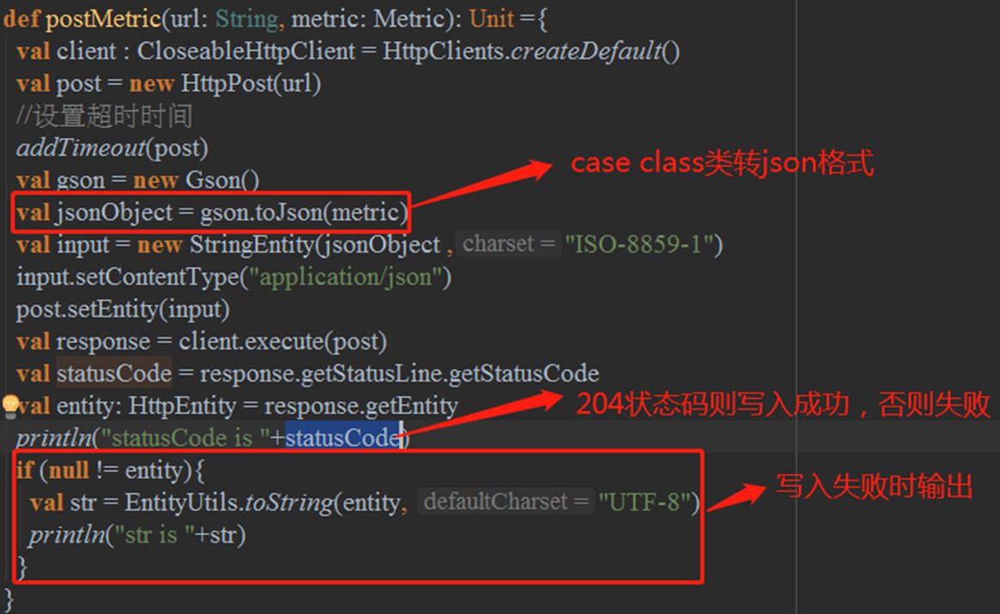 def postMetric(url: String, metric: Metric): Unit ={
val client : CloseableHttpClient = HttpClients.createDefault()
val post = new HttpPost(url)
//设置超时时间
addTimeout(post)
case class类转json格式
val gson = new Gson()
val jsonObject = gson.toJson(metric)
val input = new StringEntity(jsonObject , charset = "ISO-8859-1")
input.setContentType("application/json")
post.setEntity(input)
val response = client.execute(post)
val statusCode = response.getStatusLine.getStatusCode
val entity: HttpEntity = response.getEntity
204状态码则写入成功，否则失败
println("statusCode is "+statusCode)
if (null != entity){
写入失败时输出
val str = EntityUtils.toString(entity, defaultCharset = "UTF-8")
println("str is "+str)
}
}